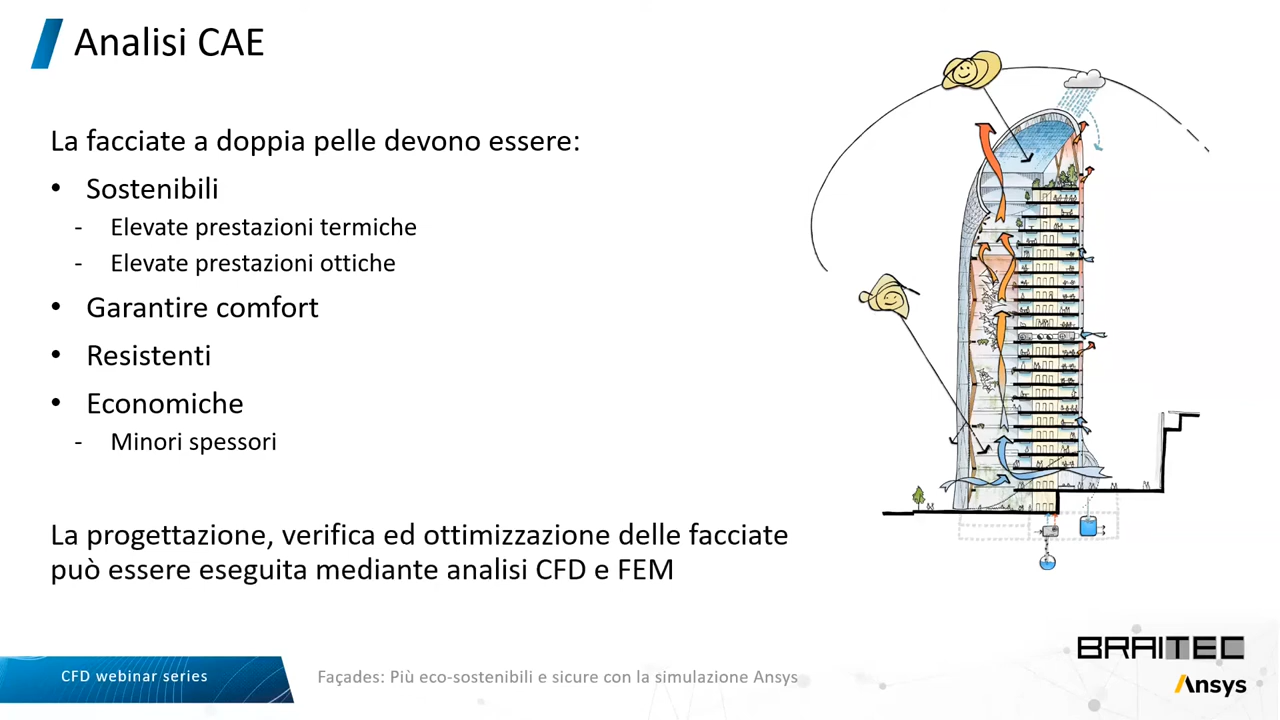 Analisi CAE
La facciate a doppia pelle devono essere:
• Sostenibili
- Elevate prestazioni termiche
- Elevate prestazioni ottiche
• Garantire comfort
• Resistenti
• Economiche
- Minori spessori
La progettazione, verifica ed ottimizzazione delle facciate
può essere eseguita mediante analisi CFD e FEM
BRAITEC
CFD webinar series
Façades: Più eco-sostenibili e sicure con la simulazione Ansys
Ansys